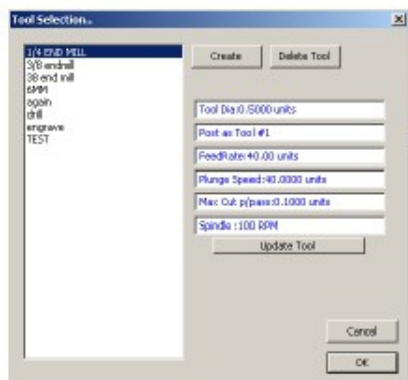 Tool Selection..
1/4 END MILL
3/8 endmill
38 end mill
6MM
again
drill
engrave
TEST
Create
Delete Tool
Tool Dia:0.5000 units
Post as Tool #1
FeedRate:40.00 units
Plunge Speed:40.0000 units
Max Cut p/pass:0.1000 units
Spindle :100 RPM
Update Tool
Cancel
OK